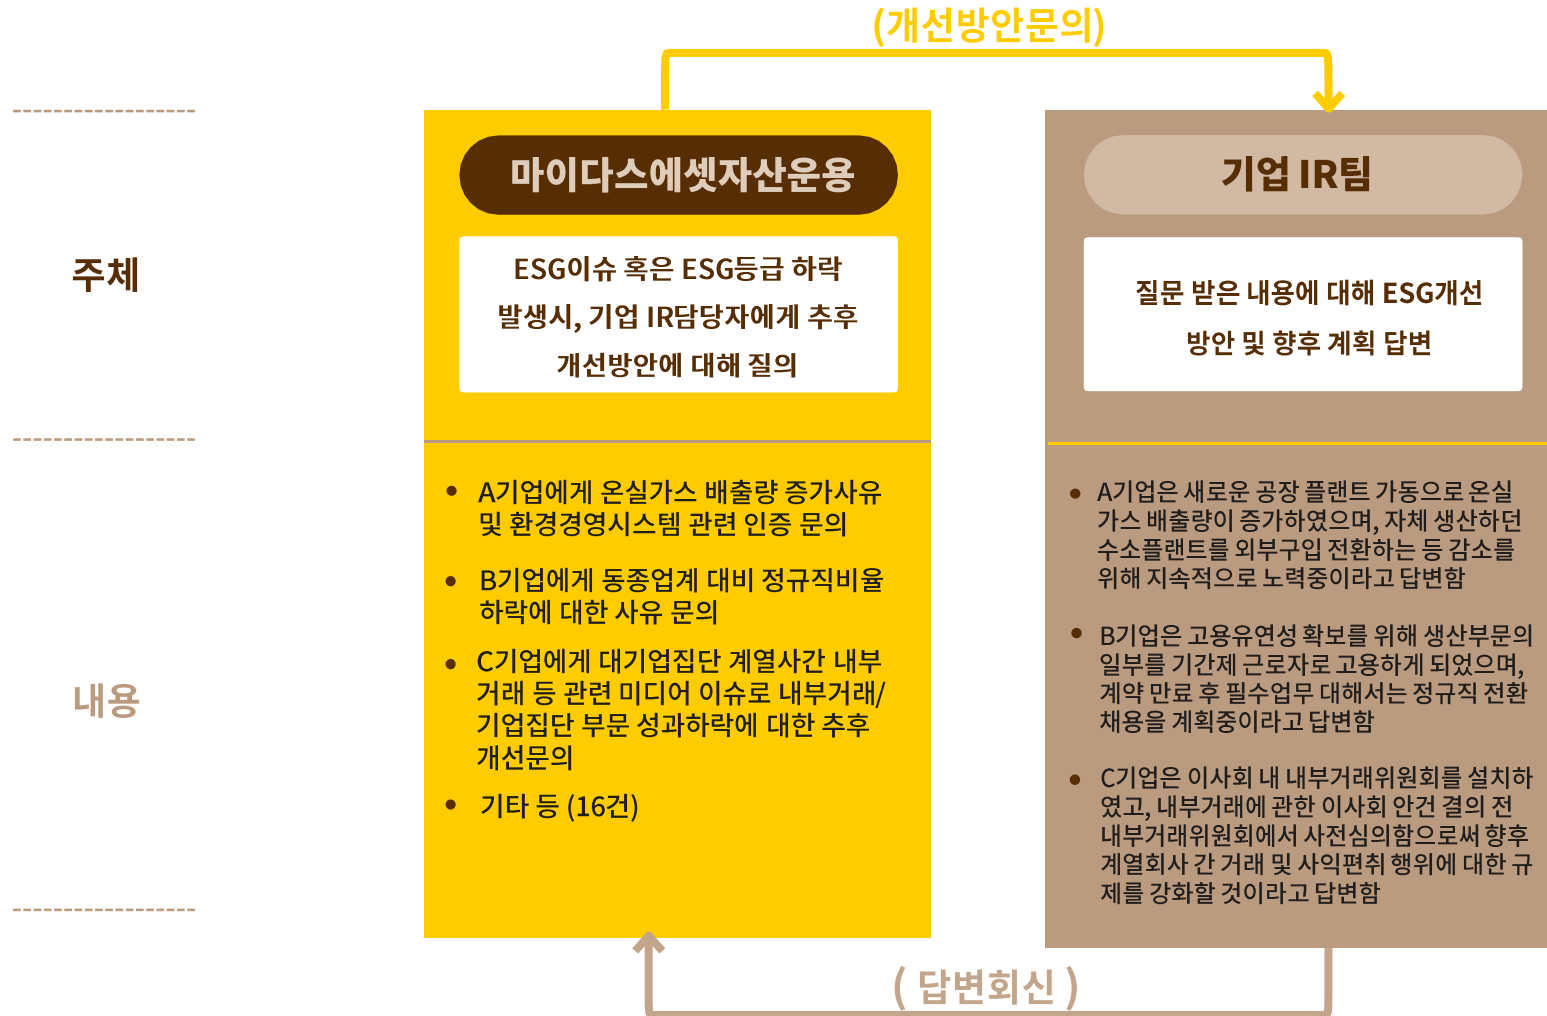 (개선방안문의)
주체
마이다스에셋자산운용
ESG이슈 혹은 ESG등급 하락
발생시, 기업 IR담당자에게 추후
개선방안에 대해 질의
기업 IR팀
질문 받은 내용에 대해 ESG개선
방안 및 향후 계획 답변
내용
• A기업에게 온실가스 배출량 증가사유
및 환경경영시스템 관련 인증 문의
• B기업에게 동종업계 대비 정규직비율
하락에 대한 사유 문의
• C기업에게 대기업집단 계열사간 내부
거래 등 관련 미디어 이슈로 내부거래/
기업집단 부문 성과하락에 대한 추후
개선문의
• 기타 등 (16건)
• A기업은 새로운 공장 플랜트 가동으로 온실
가스 배출량이 증가하였으며, 자체 생산하던
수소플랜트를 외부구입 전환하는 등 감소를
위해 지속적으로 노력중이라고 답변함
• B기업은 고용유연성 확보를 위해 생산부문의
일부를 기간제 근로자로 고용하게 되었으며,
계약 만료 후 필수업무 대해서는 정규직 전환
채용을 계획중이라고 답변함
• C기업은 이사회 내 내부거래위원회를 설치하
였고, 내부거래에 관한 이사회 안건 결의 전
내부거래위원회에서 사전심의함으로써 향후
계열회사 간 거래 및 사익편취 행위에 대한 규
제를 강화할 것이라고 답변함
( 답변회신 )